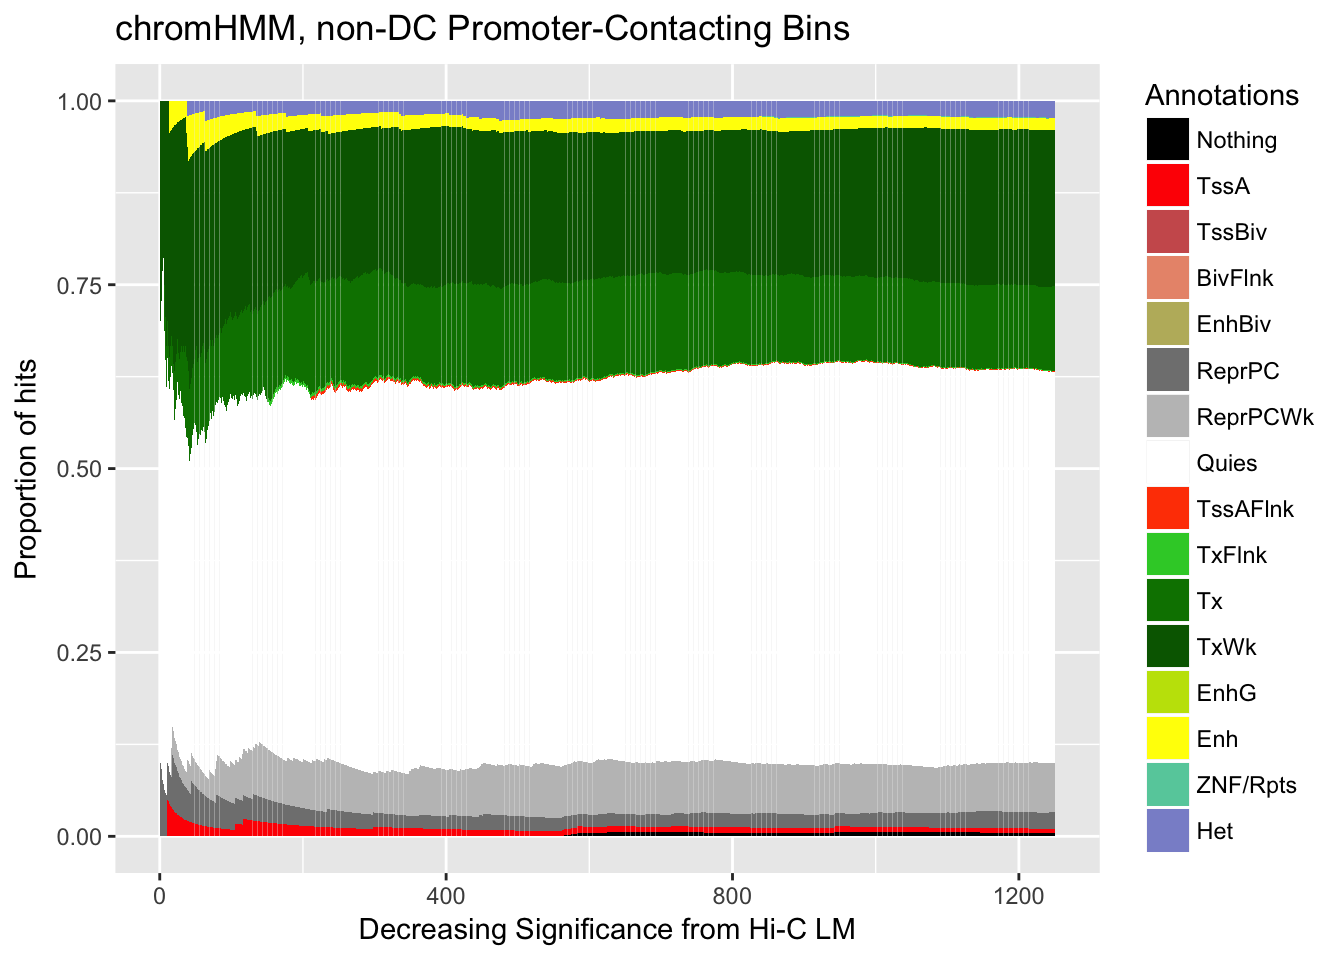 chromHMM, non-DC Promoter-Contacting Bins
1.00
0.75
0.50
0.25
0.00
Proportion of hits
0
400
800
1200
Decreasing Significance from Hi-C LM
Annotations
Nothing
TssA
TssBiv
BivFlnk
EnhBiv
ReprPC
ReprPCWk
Quies
TssAFlnk
TxFlnk
Tx
TxWk
EnhG
Enh
ZNF/Rpts
Het